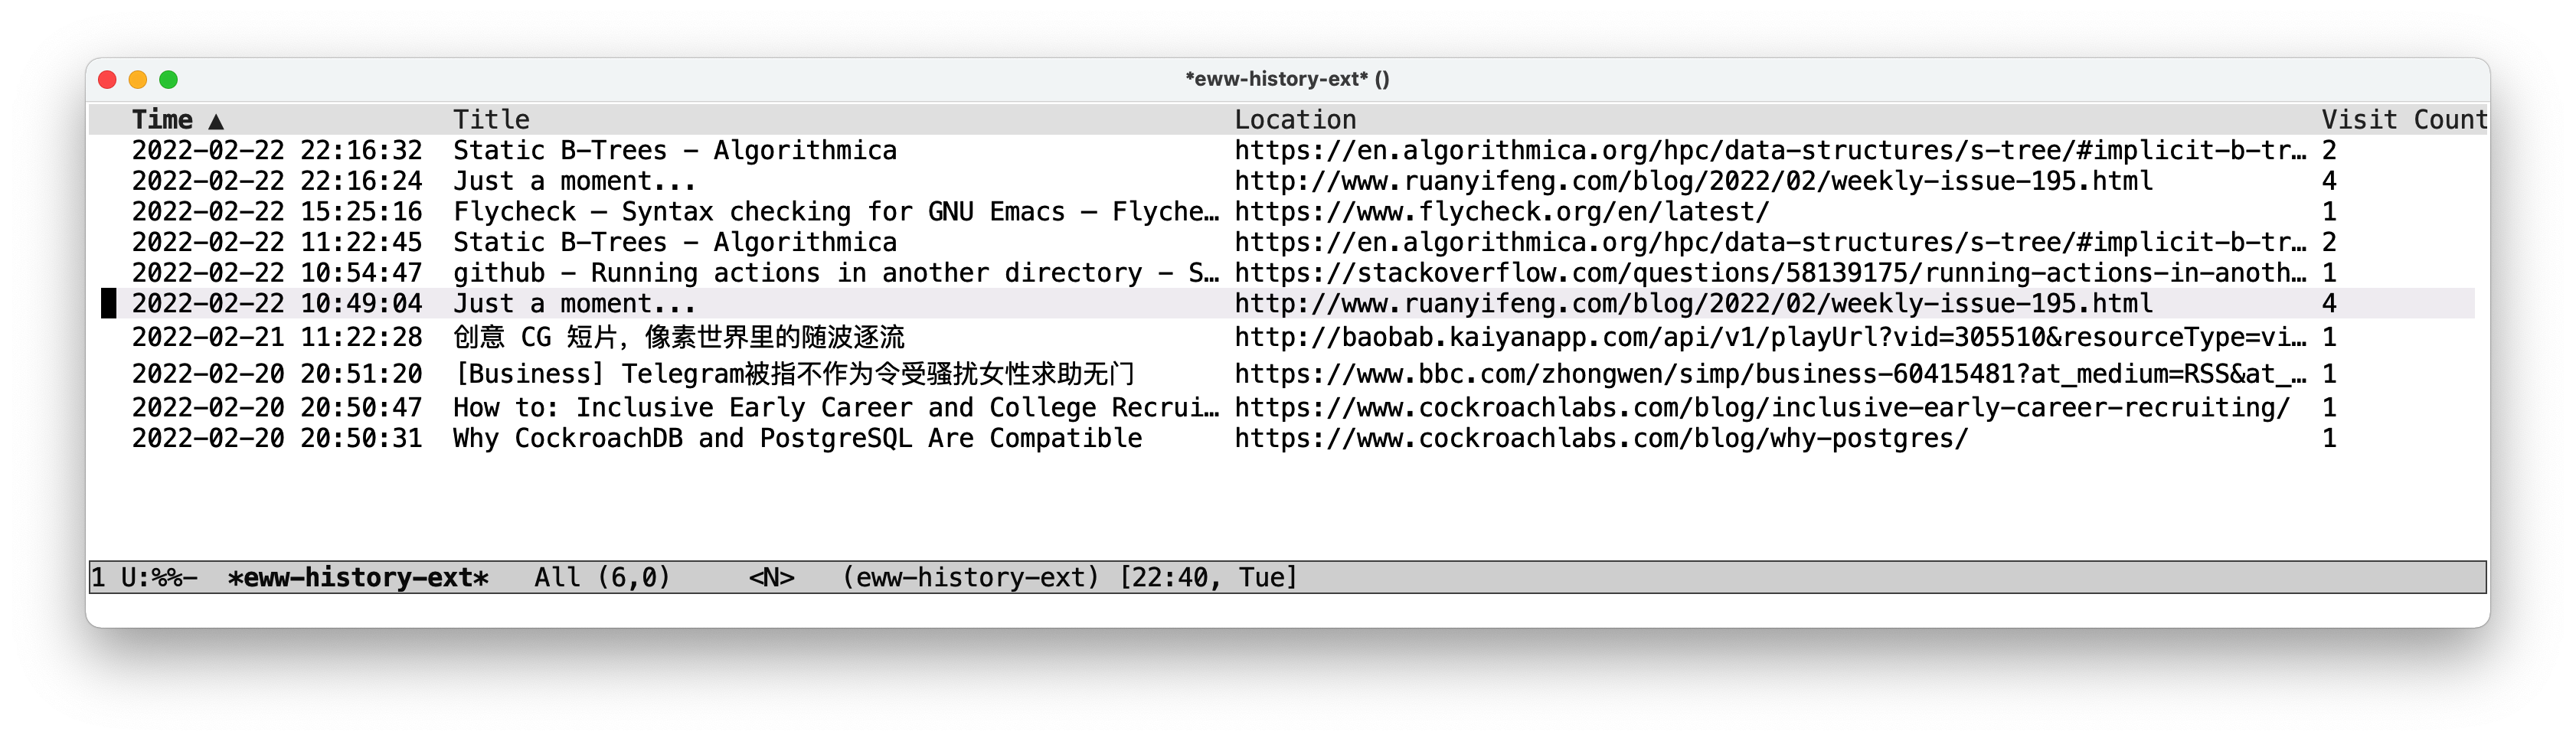 *eww-history-ext* ()
Time ▲ Title Location Visit Count
2022-02-22 22:16:32 Static B-Trees - Algorithmica https://en.algorithmica.org/hpc/data-structures/s-tree/#implicit-b-tr… 2
2022-02-22 22:16:24 Just a moment... http://www.ruanyifeng.com/blog/2022/02/weekly-issue-195.html 4
2022-02-22 15:25:16 Flycheck — Syntax checking for GNU Emacs — Flyche… https://www.flycheck.org/en/latest/ 1
2022-02-22 11:22:45 Static B-Trees - Algorithmica https://en.algorithmica.org/hpc/data-structures/s-tree/#implicit-b-tr… 2
2022-02-22 10:54:47 github - Running actions in another directory - S… https://stackoverflow.com/questions/58139175/running-actions-in-anoth… 1
2022-02-22 10:49:04 Just a moment... http://www.ruanyifeng.com/blog/2022/02/weekly-issue-195.html 4
2022-02-21 11:22:28 创意 CG 短片，像素世界里的随波逐流 http://baobab.kaiyanapp.com/api/v1/playUrl?vid=305510&resourceType=vi… 1
2022-02-20 20:51:20 [Business] Telegram被指不作为令受骚扰女性求助无门 https://www.bbc.com/zhongwen/simp/business-60415481?at_medium=RSS&at_… 1
2022-02-20 20:50:47 How to: Inclusive Early Career and College Recrui… https://www.cockroachlabs.com/blog/inclusive-early-career-recruiting/ 1
2022-02-20 20:50:31 Why CockroachDB and PostgreSQL Are Compatible https://www.cockroachlabs.com/blog/why-postgres/ 1
1 U:%%- *eww-history-ext* All (6,0) <N> (eww-history-ext) [22:40, Tue]